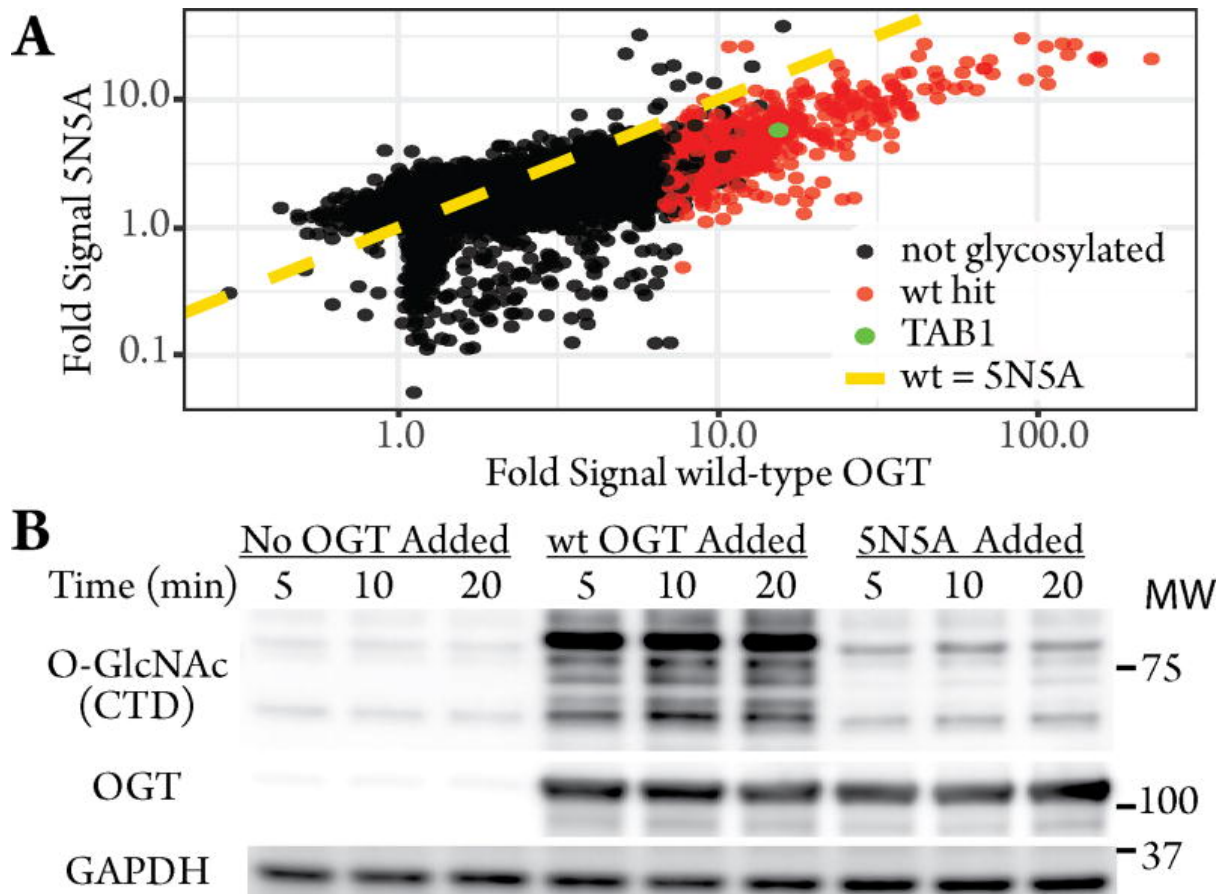 A
Fold Signal 5N5A
10.0
1.0
0.1
not glycosylated
wt hit
TAB1
wt = 5N5A
1.0 10.0 100.0
Fold Signal wild-type OGT
B
No OGT Added wt OGT Added 5N5A Added
Time (min) 5 10 20 5 10 20 5 10 20 MW
O-GlcNAc
(CTD)
75
OGT
100
37
GAPDH